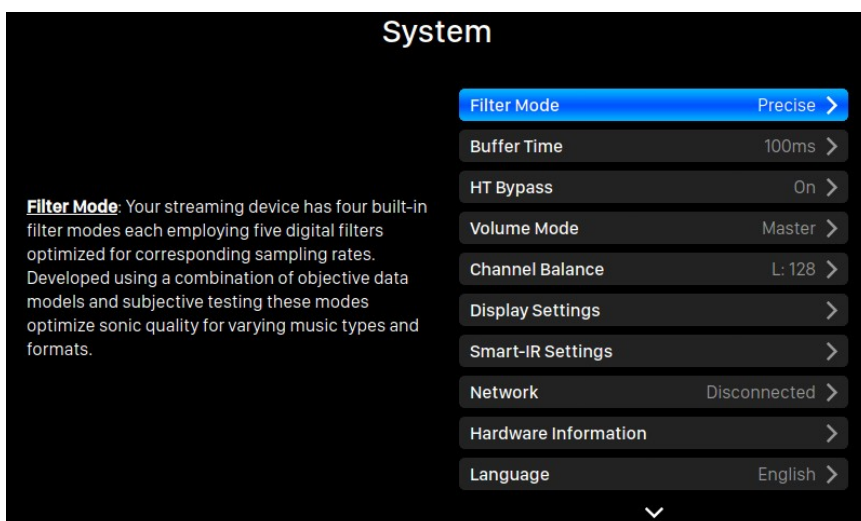 System
Filter Mode: Your streaming device has four built-in
filter modes each employing five digital filters
optimized for corresponding sampling rates.
Developed using a combination of objective data
models and subjective testing these modes
optimize sonic quality for varying music types and
formats.
Filter Mode Precise
Buffer Time 100ms
HT Bypass On
Volume Mode Master
Channel Balance L: 128
Display Settings
Smart-IR Settings
Network Disconnected
Hardware Information
Language English